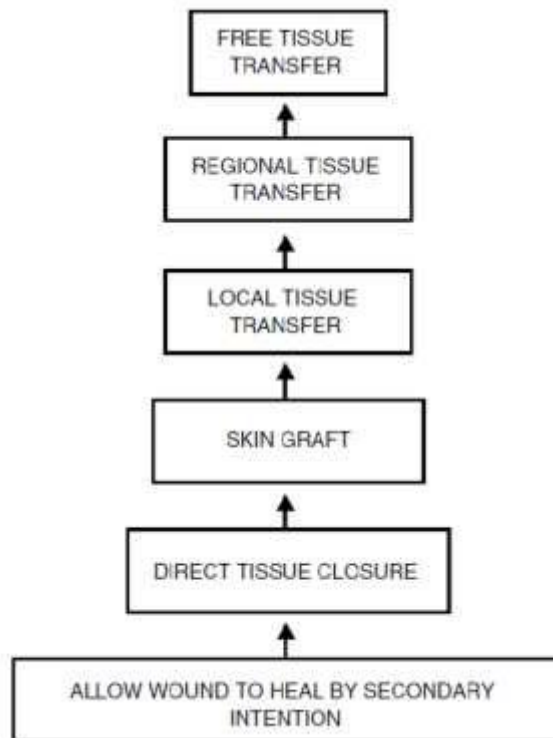 FREE TISSUE
TRANSFER
REGIONAL TISSUE
TRANSFER
LOCAL TISSUE
TRANSFER
SKIN GRAFT
DIRECT TISSUE CLOSURE
ALLOW WOUND TO HEAL BY SECONDARY
INTENTION